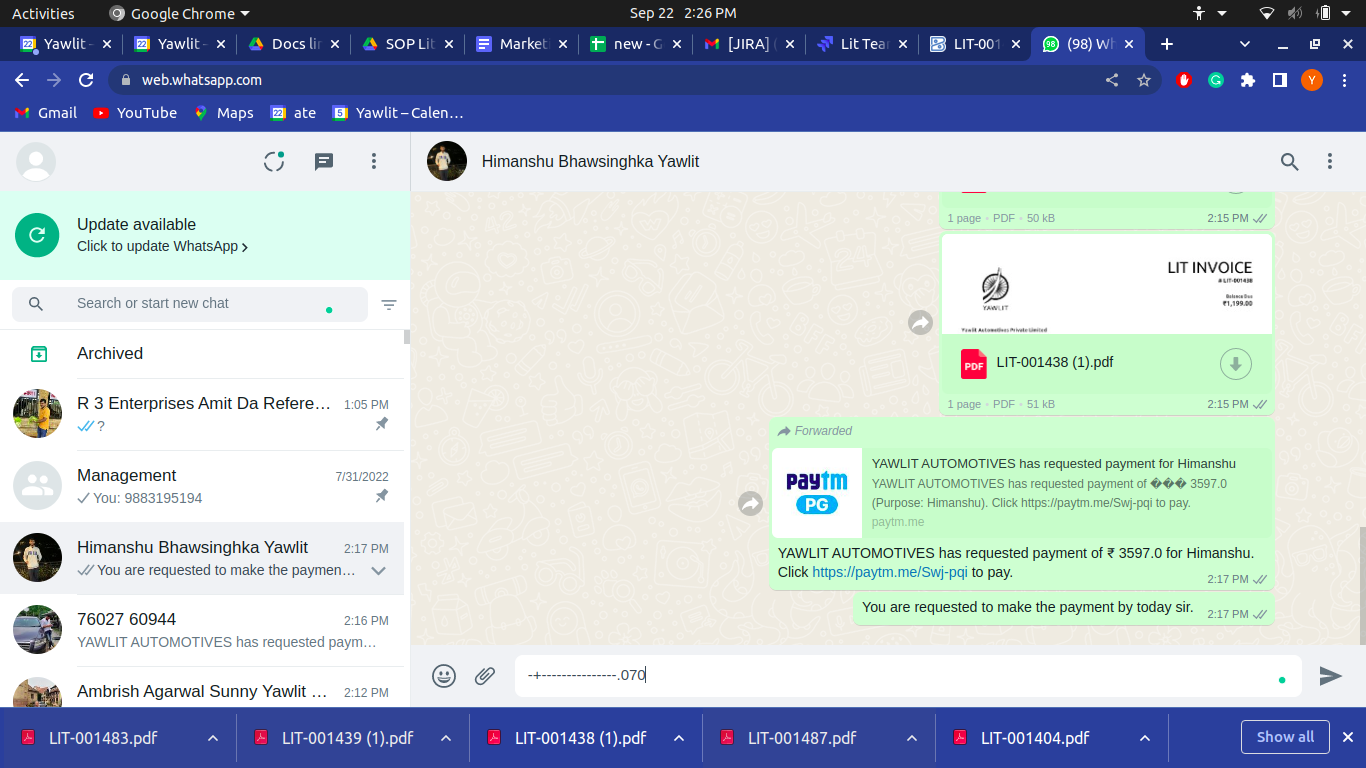 Activities
Google Chrome
Sep 22 2:26 PM
Yawlit -
Yawlit -
Docs lin
SOP Lit
Market
new - G
[JIRA] (
Lit Tear
LIT-001
(98) Wh
web.whatsapp.com
Y
Gmail
YouTube
Maps
22 ate
5 Yawlit – Calen…
Himanshu Bhawsinghka Yawlit
Update available
Click to update WhatsApp
Search or start new chat
Archived
R 3 Enterprises Amit Da Refere…
1:05 PM
?
Management
7/31/2022
You: 9883195194
Himanshu Bhawsinghka Yawlit
2:17 PM
You are requested to make the paymen…
76027 60944
2:16 PM
YAWLIT AUTOMOTIVES has requested paym…
Ambrish Agarwal Sunny Yawlit …
2:12 PM
1 page • PDF • 50 kB
2:15 PM
LIT INVOICE
# LIT-001438
Balance Due
₹1,199.00
YAWLIT
Yawlit Automotives Private Limited
PDF
LIT-001438 (1).pdf
1 page • PDF • 51 kB
2:15 PM
Forwarded
paytm
PG
YAWLIT AUTOMOTIVES has requested payment for Himanshu
YAWLIT AUTOMOTIVES has requested payment of ��� 3597.0
(Purpose: Himanshu). Click https://paytm.me/Swj-pqi to pay.
paytm.me
YAWLIT AUTOMOTIVES has requested payment of ₹ 3597.0 for Himanshu.
Click https://paytm.me/Swj-pqi to pay.
2:17 PM
You are requested to make the payment by today sir.
2:17 PM
-+---------------.070
LIT-001483.pdf
LIT-001439 (1).pdf
LIT-001438 (1).pdf
LIT-001487.pdf
LIT-001404.pdf
Show all